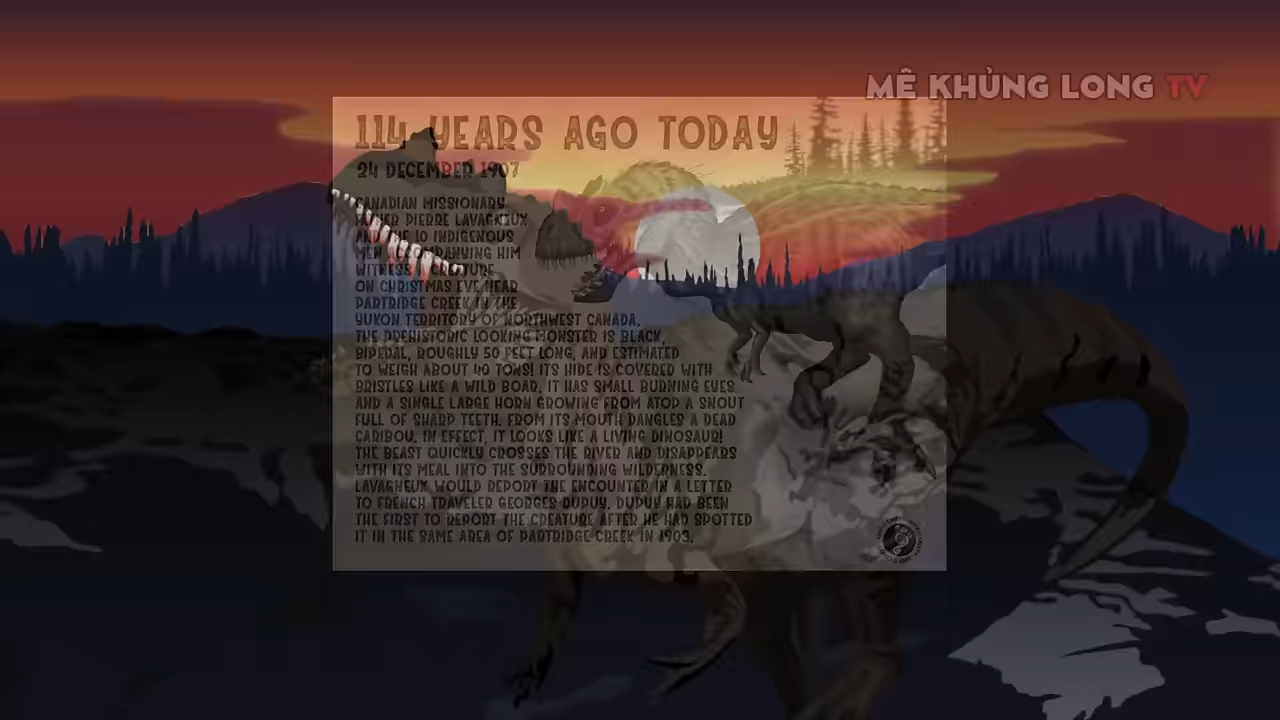 MÊ KHỦNG LONG TV
114 YEARS AGO TODAY
24 DECEMBER 1907
CANADIAN MISSIONARY
FATHER PIERRE LAVAGNEUX
AND THE 10 INDIGENOUS
MEN ACCOMPANYING HIM
WITNESS A CREATURE
ON CHRISTMAS EVE NEAR
PARTRIDGE CREEK IN THE
YUKON TERRITORY OF NORTHWEST CANADA.
THE PREHISTORIC LOOKING MONSTER IS BLACK,
BIPEDAL, ROUGHLY 50 FEET LONG, AND ESTIMATED
TO WEIGH ABOUT 40 TONS! ITS HIDE IS COVERED WITH
BRISTLES LIKE A WILD BOAR, IT HAS SMALL BURNING EYES
AND A SINGLE LARGE HORN GROWING FROM ATOP A SNOUT
FULL OF SHARP TEETH. FROM ITS MOUTH DANGLES A DEAD
CARIBOU. IN EFFECT, IT LOOKS LIKE A LIVING DINOSAUR!
THE BEAST QUICKLY CROSSES THE RIVER AND DISAPPEARS
WITH ITS MEAL INTO THE SURROUNDING WILDERNESS.
LAVAGNEUX WOULD REPORT THE ENCOUNTER IN A LETTER
TO FRENCH TRAVELER GEORGES DUPUY. DUPUY HAD BEEN
THE FIRST TO REPORT THE CREATURE AFTER HE HAD SPOTTED
IT IN THE SAME AREA OF PARTRIDGE CREEK IN 1903.